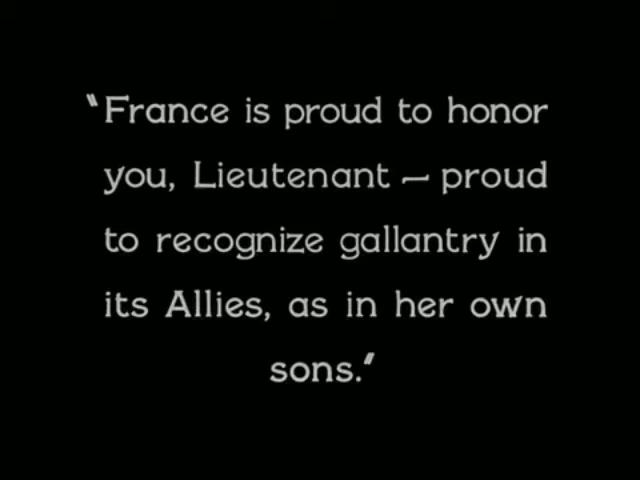 “France is proud to honor
you, Lieutenant — proud
to recognize gallantry in
its Allies, as in her own
sons.”